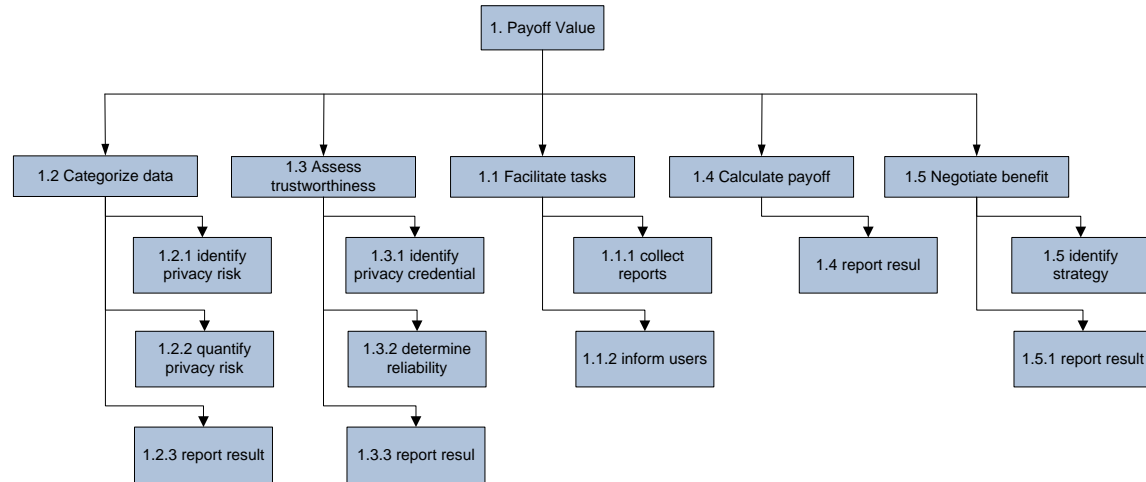 1. Payoff Value
1.2 Categorize data
1.3 Assess
trustworthiness
1.1 Facilitate tasks
1.4 Calculate payoff
1.5 Negotiate benefit
1.2.1 identify
privacy risk
1.3.1 identify
privacy credential
1.1.1 collect
reports
1.4 report resul
1.5 identify
strategy
1.2.2 quantify
privacy risk
1.3.2 determine
reliability
1.1.2 inform users
1.5.1 report result
1.2.3 report result
1.3.3 report resul